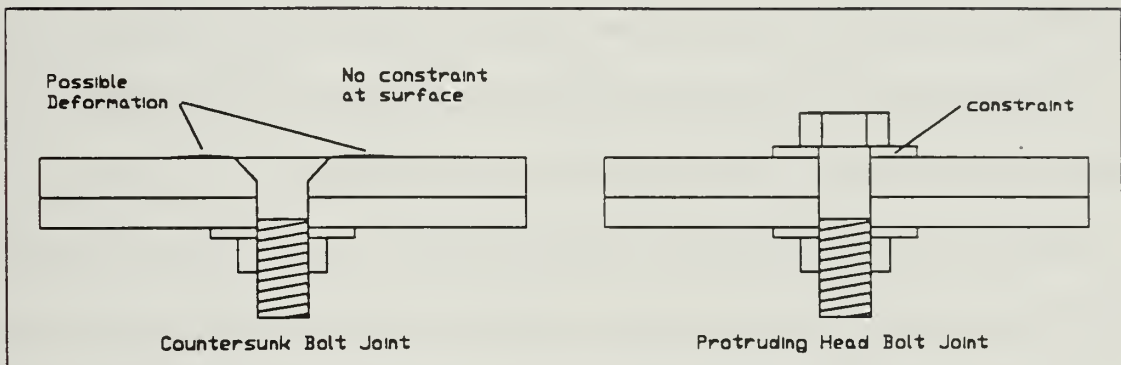 Possible
Deformation
No constraint
at surface
constraint
Countersunk Bolt Joint
Protruding Head Bolt Joint